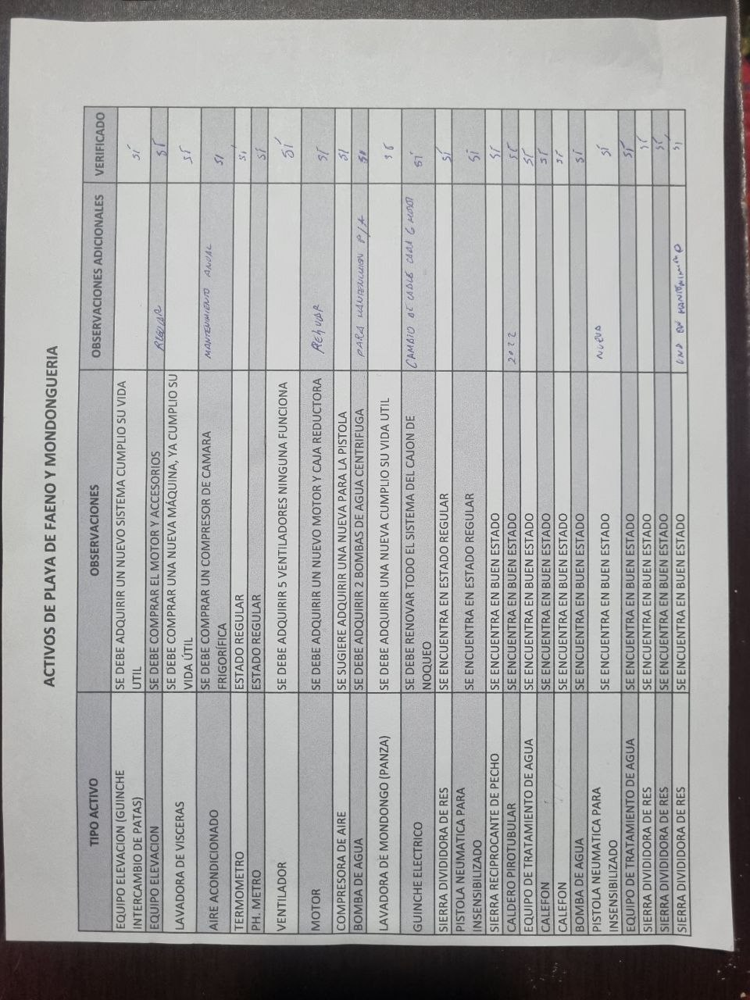 ACTIVOS DE PLAYA DE FAENO Y MONDONGUERIA
TIPO ACTIVO OBSERVACIONES OBSERVACIONES ADICIONALES VERIFICADO
EQUIPO ELEVACION (GUINCHE INTERCAMBIO DE PATAS) SE DEBE ADQUIRIR UN NUEVO SISTEMA CUMPLIO SU VIDA UTIL SÍ
EQUIPO ELEVACION SE DEBE COMPRAR EL MOTOR Y ACCESORIOS SÍ
LAVADORA DE VISCERAS SE DEBE COMPRAR UNA NUEVA MÁQUINA, YA CUMPLIO SU VIDA ÚTIL SÍ
AIRE ACONDICIONADO SE DEBE COMPRAR UN COMPRESOR DE CAMARA FRIGORÍFICA MANTENIMIENTO ANUAL SI
TERMOMETRO ESTADO REGULAR SI
PH. METRO ESTADO REGULAR SÍ
VENTILADOR SE DEBE ADQUIRIR 5 VENTILADORES NINGUNA FUNCIONA SÍ
MOTOR SE DEBE ADQUIRIR UN NUEVO MOTOR Y CAJA REDUCTORA SÍ
COMPRESORA DE AIRE SE SUGIERE ADQUIRIR UNA NUEVA PARA LA PISTOLA SI
BOMBA DE AGUA SE DEBE ADQUIRIR 2 BOMBAS DE AGUA CENTRIFUGA PARA MANTENCION P/A SI
LAVADORA DE MONDONGO (PANZA) SE DEBE ADQUIRIR UNA NUEVA CUMPLIO SU VIDA UTIL SÍ
GUINCHE ELECTRICO SE DEBE RENOVAR TODO EL SISTEMA DEL CAJON DE NOQUEO CAMBIO DE CABLE CADA 6 SÍ
SIERRA DIVIDIDORA DE RES SE ENCUENTRA EN ESTADO REGULAR SÍ
PISTOLA NEUMATICA PARA INSENSIBILIZADO SE ENCUENTRA EN ESTADO REGULAR SI
SIERRA RECIPROCANTE DE PECHO SE ENCUENTRA EN BUEN ESTADO SÍ
CALDERO PIROTUBULAR SE ENCUENTRA EN BUEN ESTADO 2022 SÍ
EQUIPO DE TRATAMIENTO DE AGUA SE ENCUENTRA EN BUEN ESTADO SÍ
CALEFON SE ENCUENTRA EN BUEN ESTADO SÍ
CALEFON SE ENCUENTRA EN BUEN ESTADO SÍ
BOMBA DE AGUA SE ENCUENTRA EN BUEN ESTADO SÍ
PISTOLA NEUMATICA PARA INSENSIBILIZADO SE ENCUENTRA EN BUEN ESTADO NUEVA SÍ
EQUIPO DE TRATAMIENTO DE AGUA SE ENCUENTRA EN BUEN ESTADO SÍ
SIERRA DIVIDIDORA DE RES SE ENCUENTRA EN BUEN ESTADO SÍ
SIERRA DIVIDIDORA DE RES SE ENCUENTRA EN BUEN ESTADO SÍ
SIERRA DIVIDIDORA DE RES SE ENCUENTRA EN BUEN ESTADO UNA EN MANTENIMIENTO SI